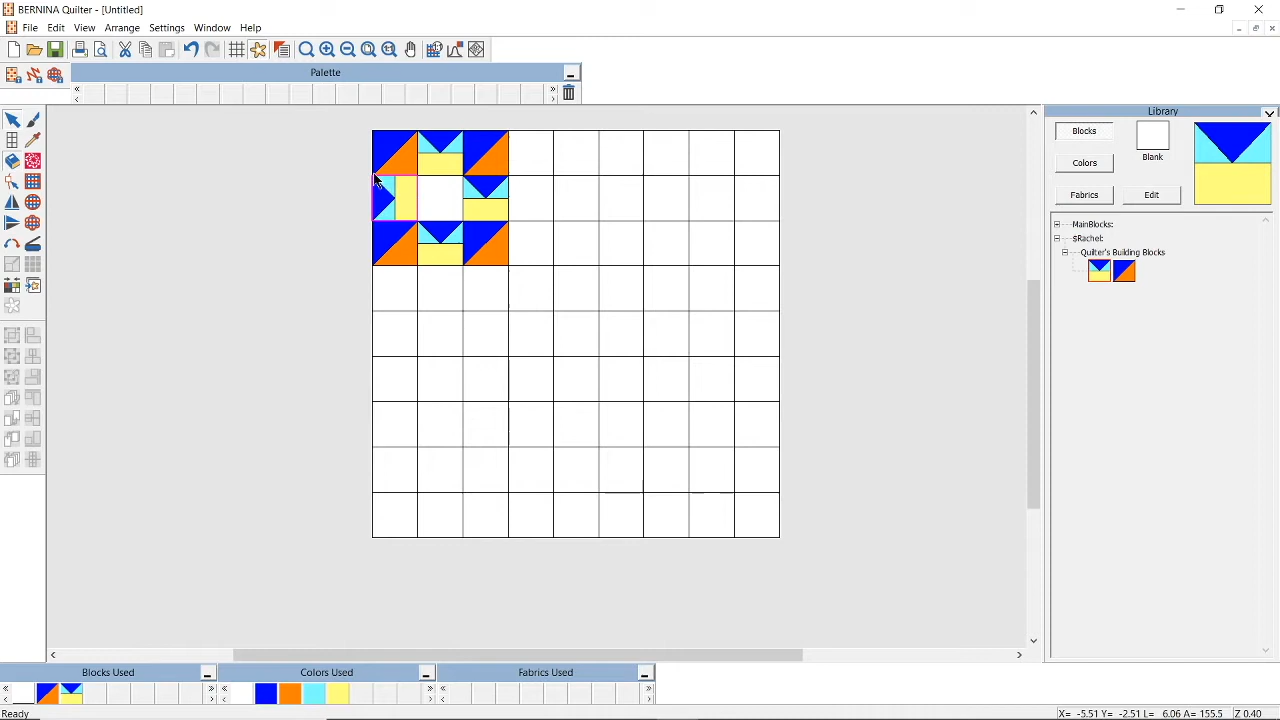 BERNINA Quilter - [Untitled]
File Edit View Arrange Settings Window Help
Palette
Library
Blocks
Blank
Colors
Fabrics
Edit
MainBlocks:
$Rachel:
Quilter's Building Blocks
Blocks Used
Colors Used
Fabrics Used
Ready
X= -5.51 Y= -2.51 L= 6.06 A= 155.5
Z 0.40